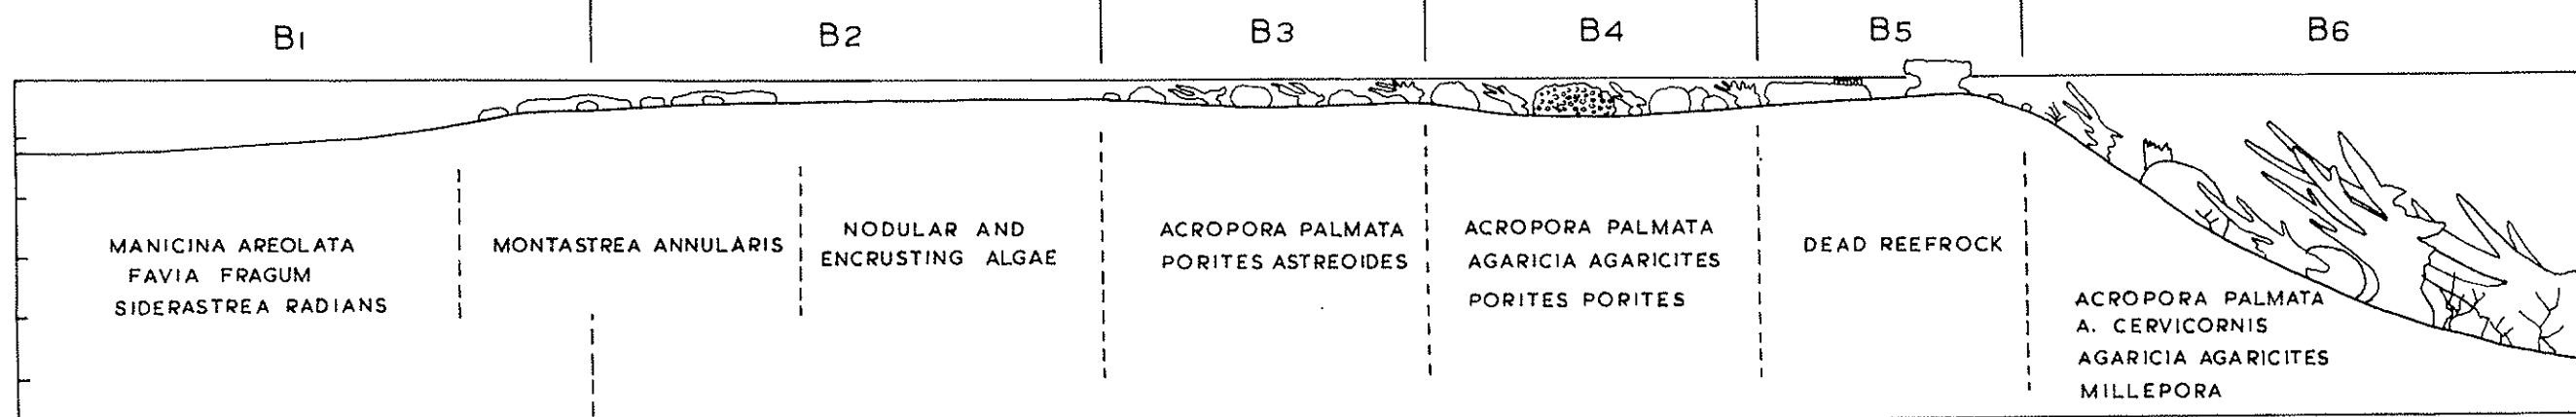 B1
B2
B3
B4
B5
B6
MANICINA AREOLATA
FAVIA FRAGUM
SIDERASTREA RADIANS
MONTASTREA ANNULARIS
NODULAR AND
ENCRUSTING ALGAE
ACROPORA PALMATA
PORITES ASTREOIDES
ACROPORA PALMATA
AGARICIA AGARICITES
PORITES PORITES
DEAD REEFROCK
ACROPORA PALMATA
A. CERVICORNIS
AGARICIA AGARICITES
MILLEPORA